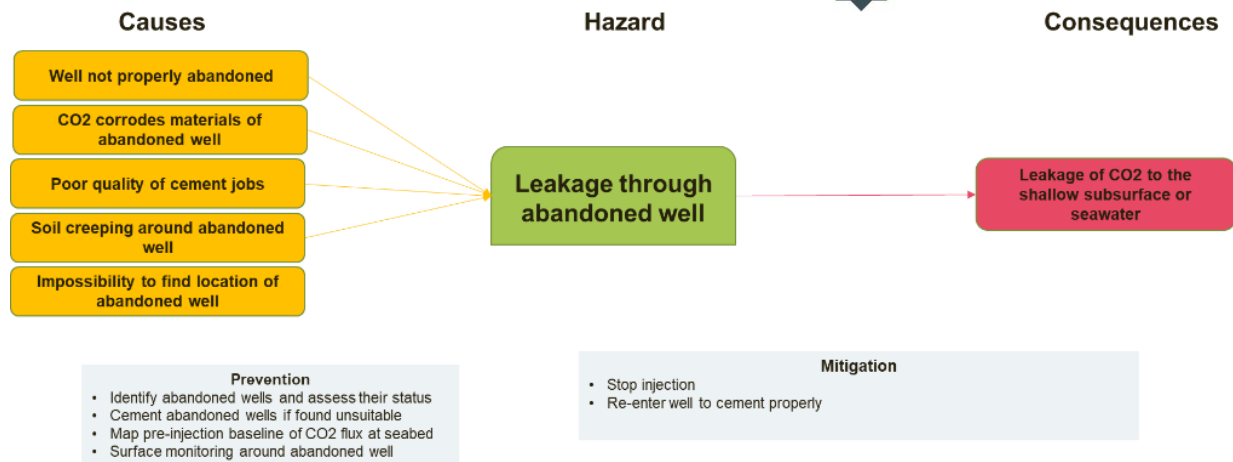 Causes
Hazard
Consequences
Well not properly abandoned
CO2 corrodes materials of
abandoned well
Poor quality of cement jobs
Soil creeping around abandoned
well
Impossibility to find location of
abandoned well
Leakage through
abandoned well
Leakage of CO2 to the
shallow subsurface or
seawater
Prevention
• Identify abandoned wells and assess their status
• Cement abandoned wells if found unsuitable
• Map pre-injection baseline of CO2 flux at seabed
• Surface monitoring around abandoned well
Mitigation
• Stop injection
• Re-enter well to cement properly